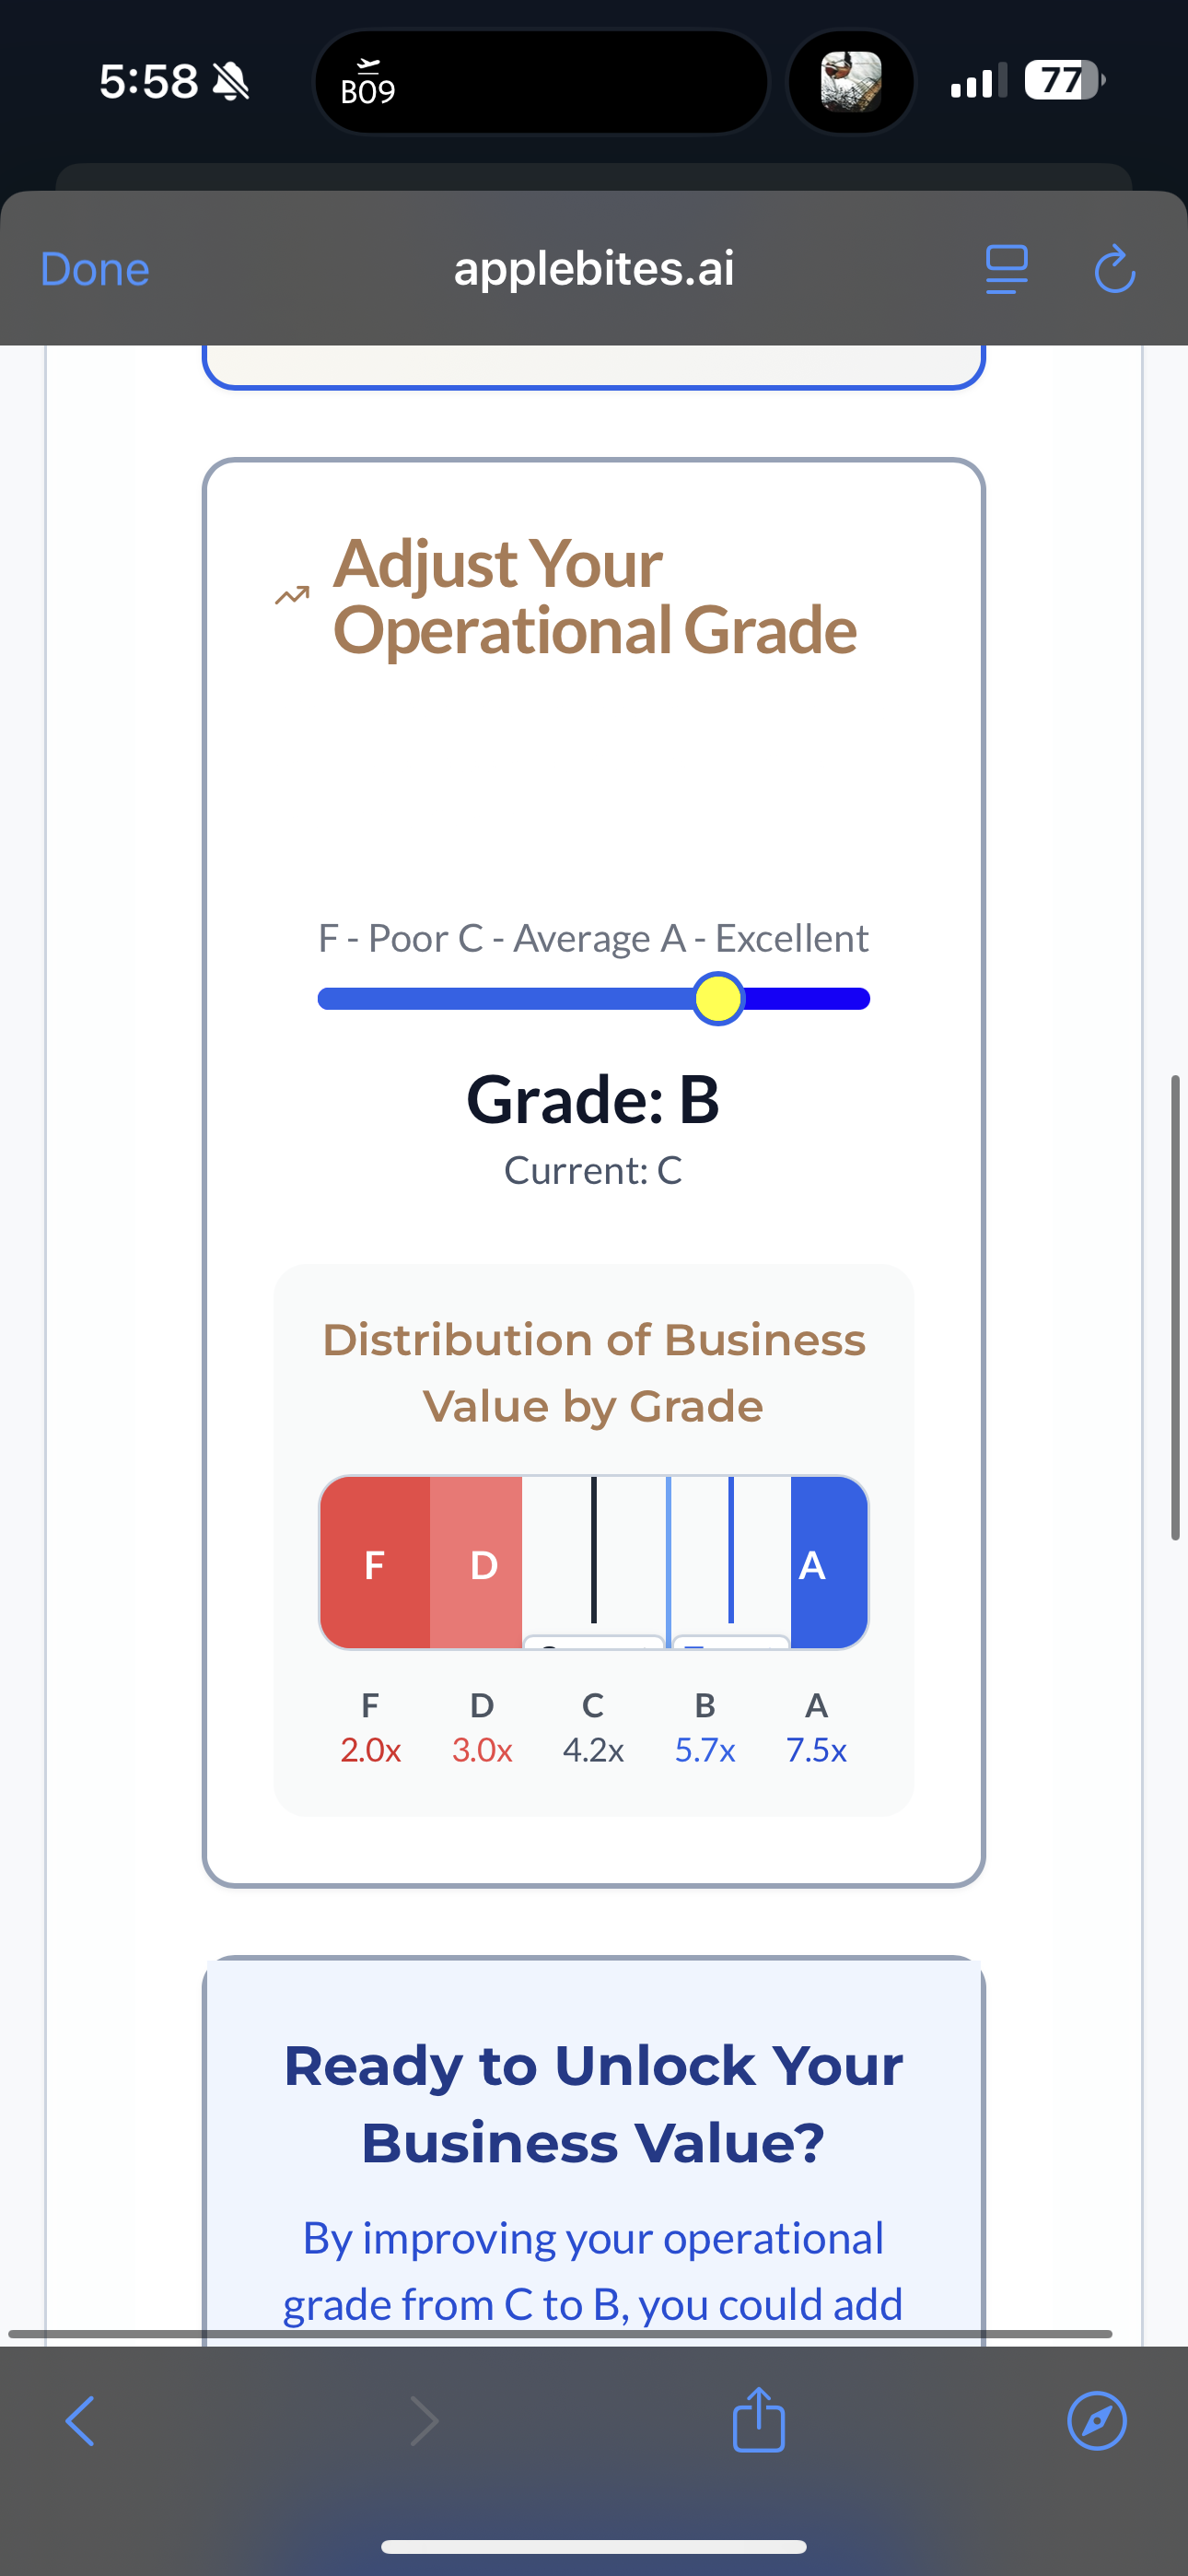 5:58
B09
77
Done
applebites.ai
Adjust Your
Operational Grade
F - Poor C - Average A - Excellent
Grade: B
Current: C
Distribution of Business
Value by Grade
F D A
F D C B A
2.0x 3.0x 4.2x 5.7x 7.5x
Ready to Unlock Your
Business Value?
By improving your operational
grade from C to B, you could add